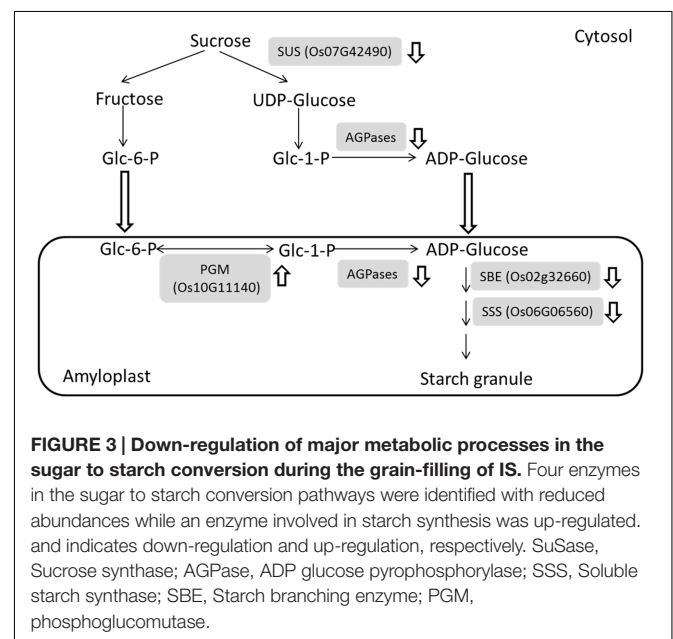 Sucrose
SUS (Os07G42490)
Cytosol
Fructose
UDP-Glucose
AGPases
Glc-6-P
Glc-1-P
ADP-Glucose
Glc-6-P
Glc-1-P
ADP-Glucose
PGM
(Os10G11140)
AGPases
SBE (Os02g32660)
SSS (Os06G06560)
Amyloplast
Starch granule
FIGURE 3 | Down-regulation of major metabolic processes in the
sugar to starch conversion during the grain-filling of IS. Four enzymes
in the sugar to starch conversion pathways were identified with reduced
abundances while an enzyme involved in starch synthesis was up-regulated.
and indicates down-regulation and up-regulation, respectively. SuSase,
Sucrose synthase; AGPase, ADP glucose pyrophosphorylase; SSS, Soluble
starch synthase; SBE, Starch branching enzyme; PGM,
phosphoglucomutase.